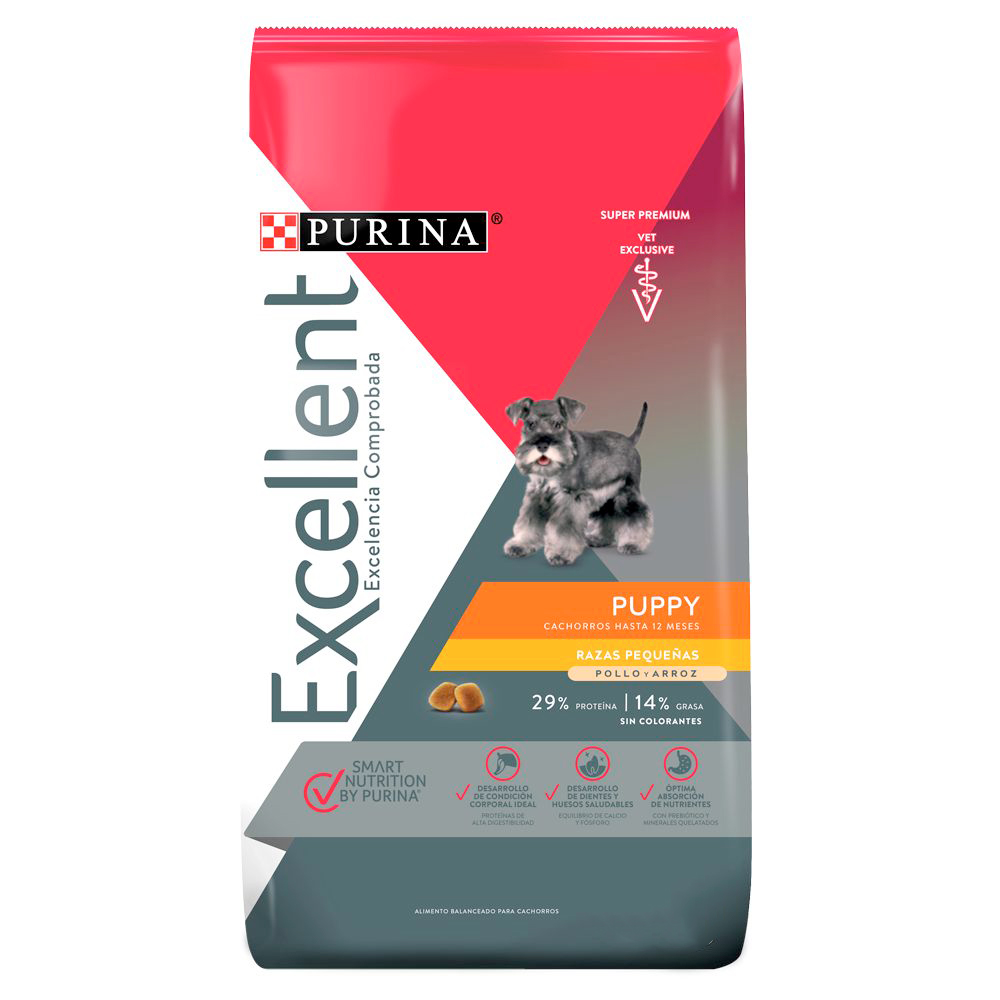 PURINA®
Excellent
Excelencia Comprobada
SUPER PREMIUM
VET
EXCLUSIVE
V
PUPPY
CACHORROS HASTA 12 MESES
RAZAS PEQUEÑAS
POLLO Y ARROZ
29% PROTEÍNA | 14% GRASA
SIN COLORANTES
SMART
NUTRITION
BY PURINA®
DESARROLLO
DE CONDICIÓN
CORPORAL IDEAL
PROTEÍNAS DE
ALTA DIGESTIBILIDAD
DESARROLLO
DE DIENTES Y
HUESOS SALUDABLES
EQUILIBRIO DE CALCIO
Y FÓSFORO
ÓPTIMA
ABSORCIÓN
DE NUTRIENTES
CON PREBIÓTICO Y
MINERALES QUELATADOS
ALIMENTO BALANCEADO PARA CACHORROS